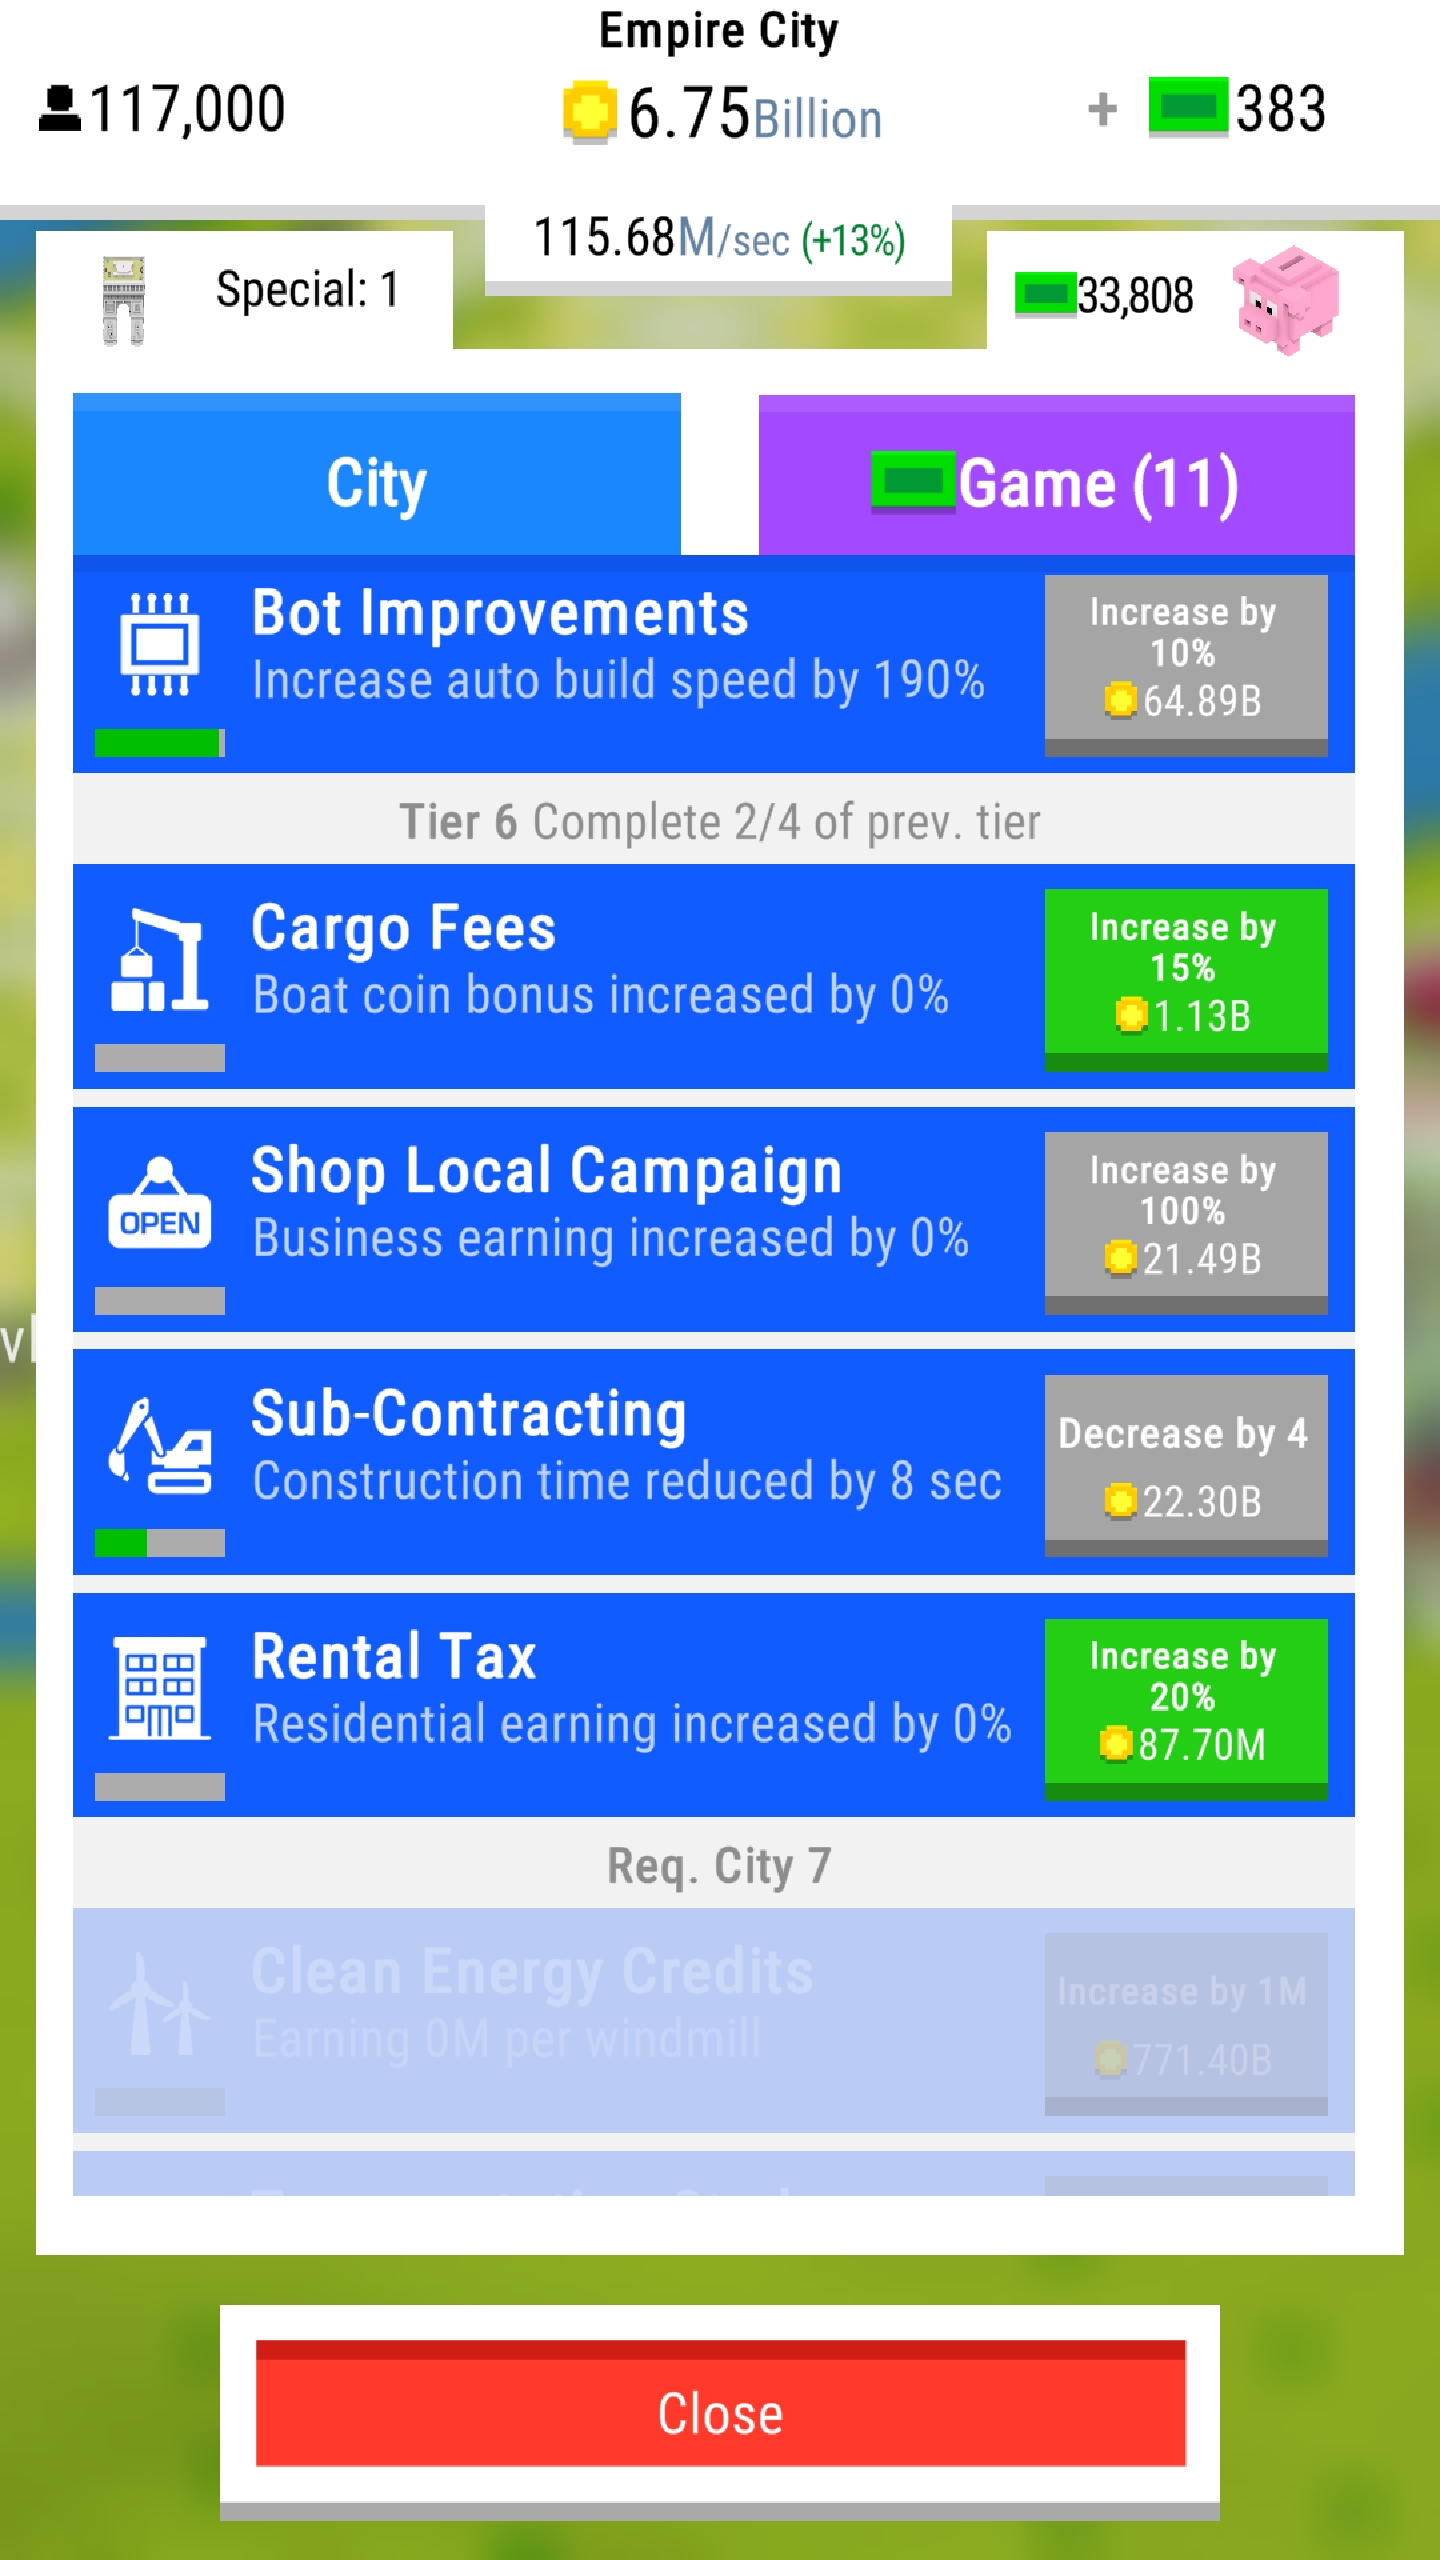 Empire City
117,000
6.75Billion
+ 383
115.68M/sec (+13%)
Special: 1
33,808
City
Game (11)
Bot Improvements
Increase auto build speed by 190%
Increase by
10%
64.89B
Tier 6 Complete 2/4 of prev. tier
Cargo Fees
Boat coin bonus increased by 0%
Increase by
15%
1.13B
Shop Local Campaign
Business earning increased by 0%
OPEN
Increase by
100%
21.49B
Sub-Contracting
Construction time reduced by 8 sec
Decrease by 4
22.30B
Rental Tax
Residential earning increased by 0%
Increase by
20%
87.70M
Req. City 7
Clean Energy Credits
Earning 0M per windmill
Increase by 1M
771.40B
Close